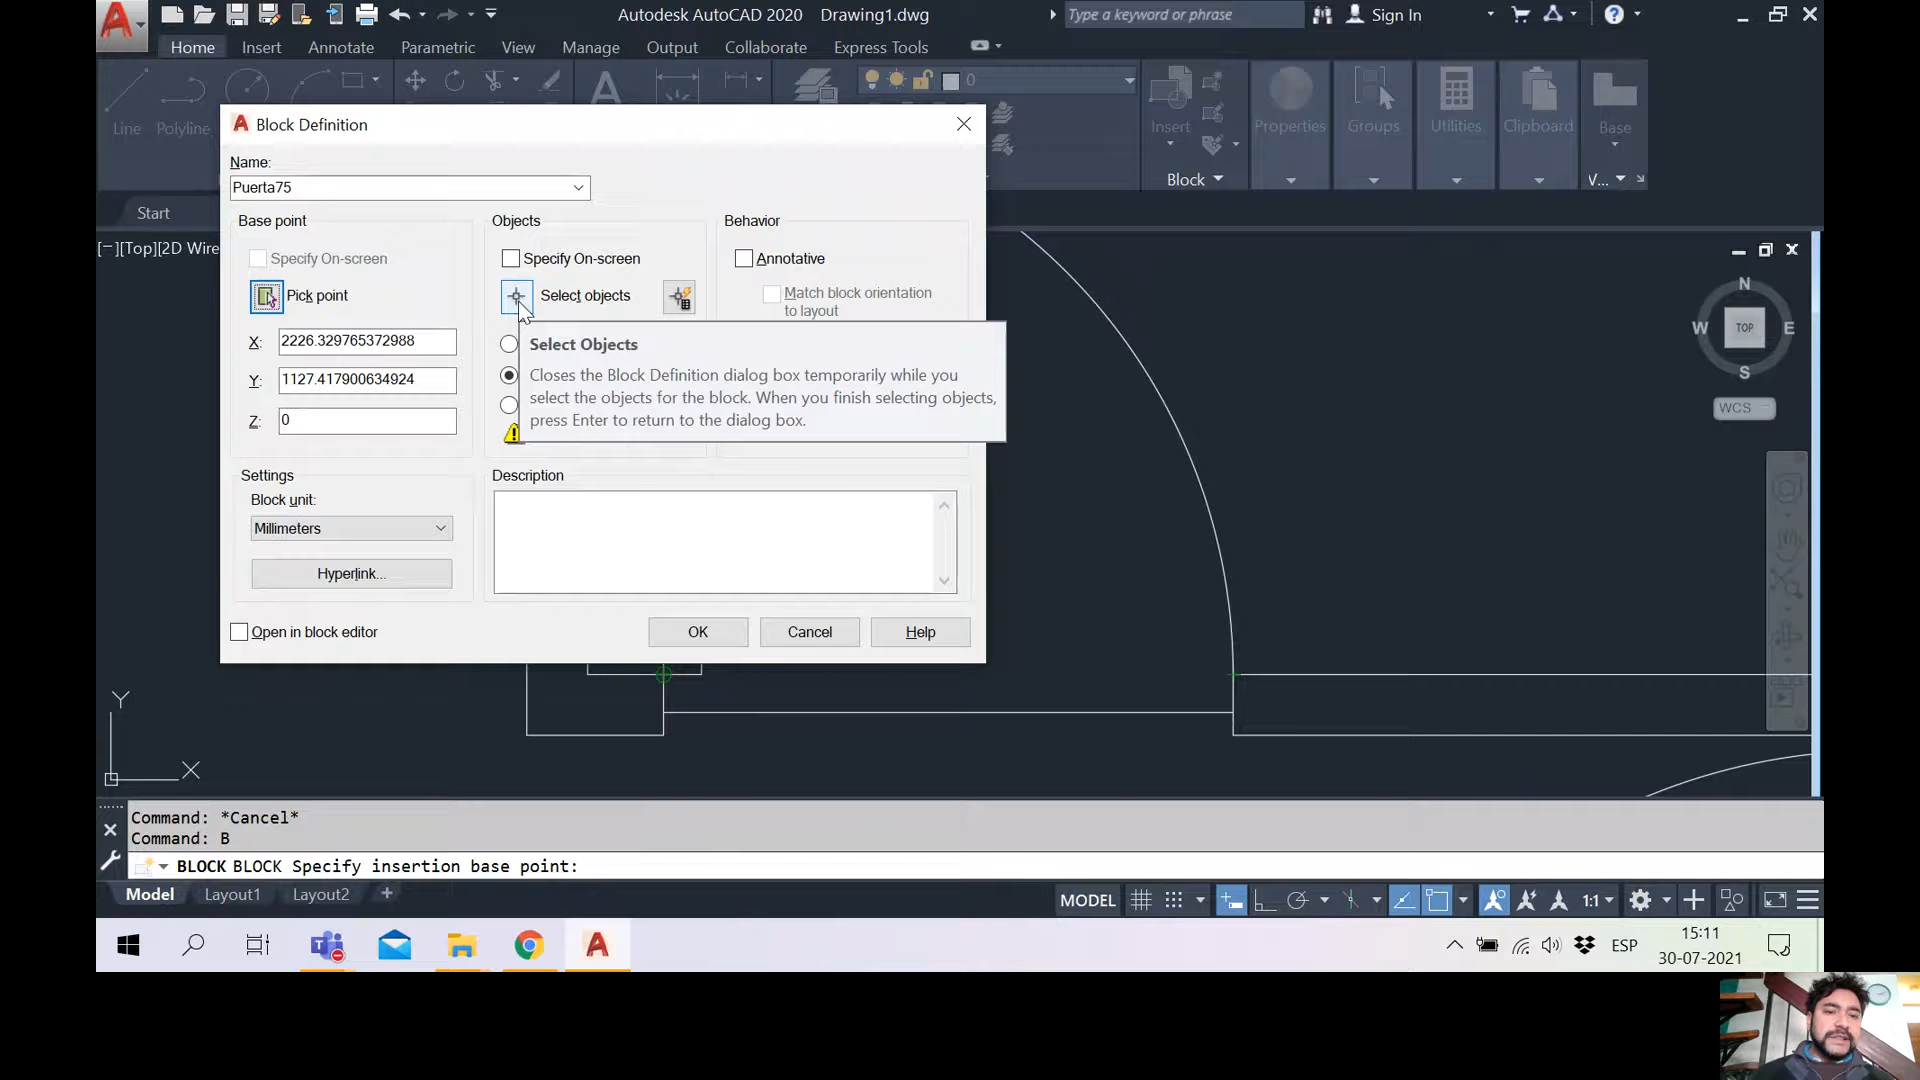 Autodesk AutoCAD 2020 Drawing1.dwg
Type a keyword or phrase
Sign In
Home Insert Annotate Parametric View Manage Output Collaborate Express Tools
0
Line Polyline
Insert
Properties Groups Utilities Clipboard Base
Block
V...
Start
[−][Top][2D Wire
Block Definition
Name:
Puerta75
Base point
Specify On-screen
Pick point
X: 2226.329765372988
Y: 1127.417900634924
Z: 0
Objects
Specify On-screen
Select objects
Behavior
Annotative
Match block orientation
to layout
Select Objects
Closes the Block Definition dialog box temporarily while you
select the objects for the block. When you finish selecting objects,
press Enter to return to the dialog box.
Settings
Block unit:
Millimeters
Hyperlink...
Description
Open in block editor
OK Cancel Help
N
W TOP E
S
WCS
Y
X
Command: *Cancel*
Command: B
BLOCK BLOCK Specify insertion base point:
Model Layout1 Layout2 +
MODEL
1:1
ESP
15:11
30-07-2021